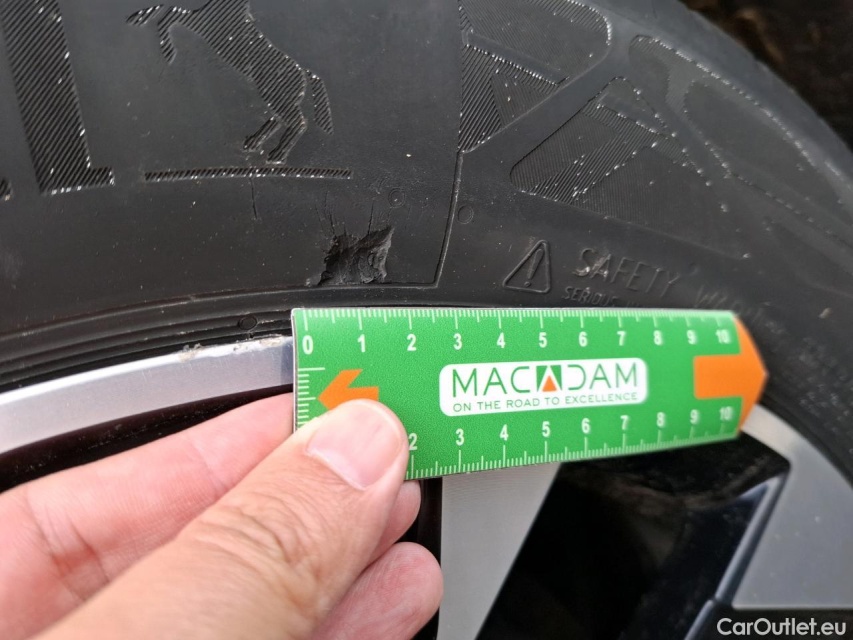 SAFETY
0 1 2 3 4 5 6 7 8 9 10
MACADAM
ON THE ROAD TO EXCELLENCE
2 3 4 5 6 7 8 9 10
CarOutlet.eu